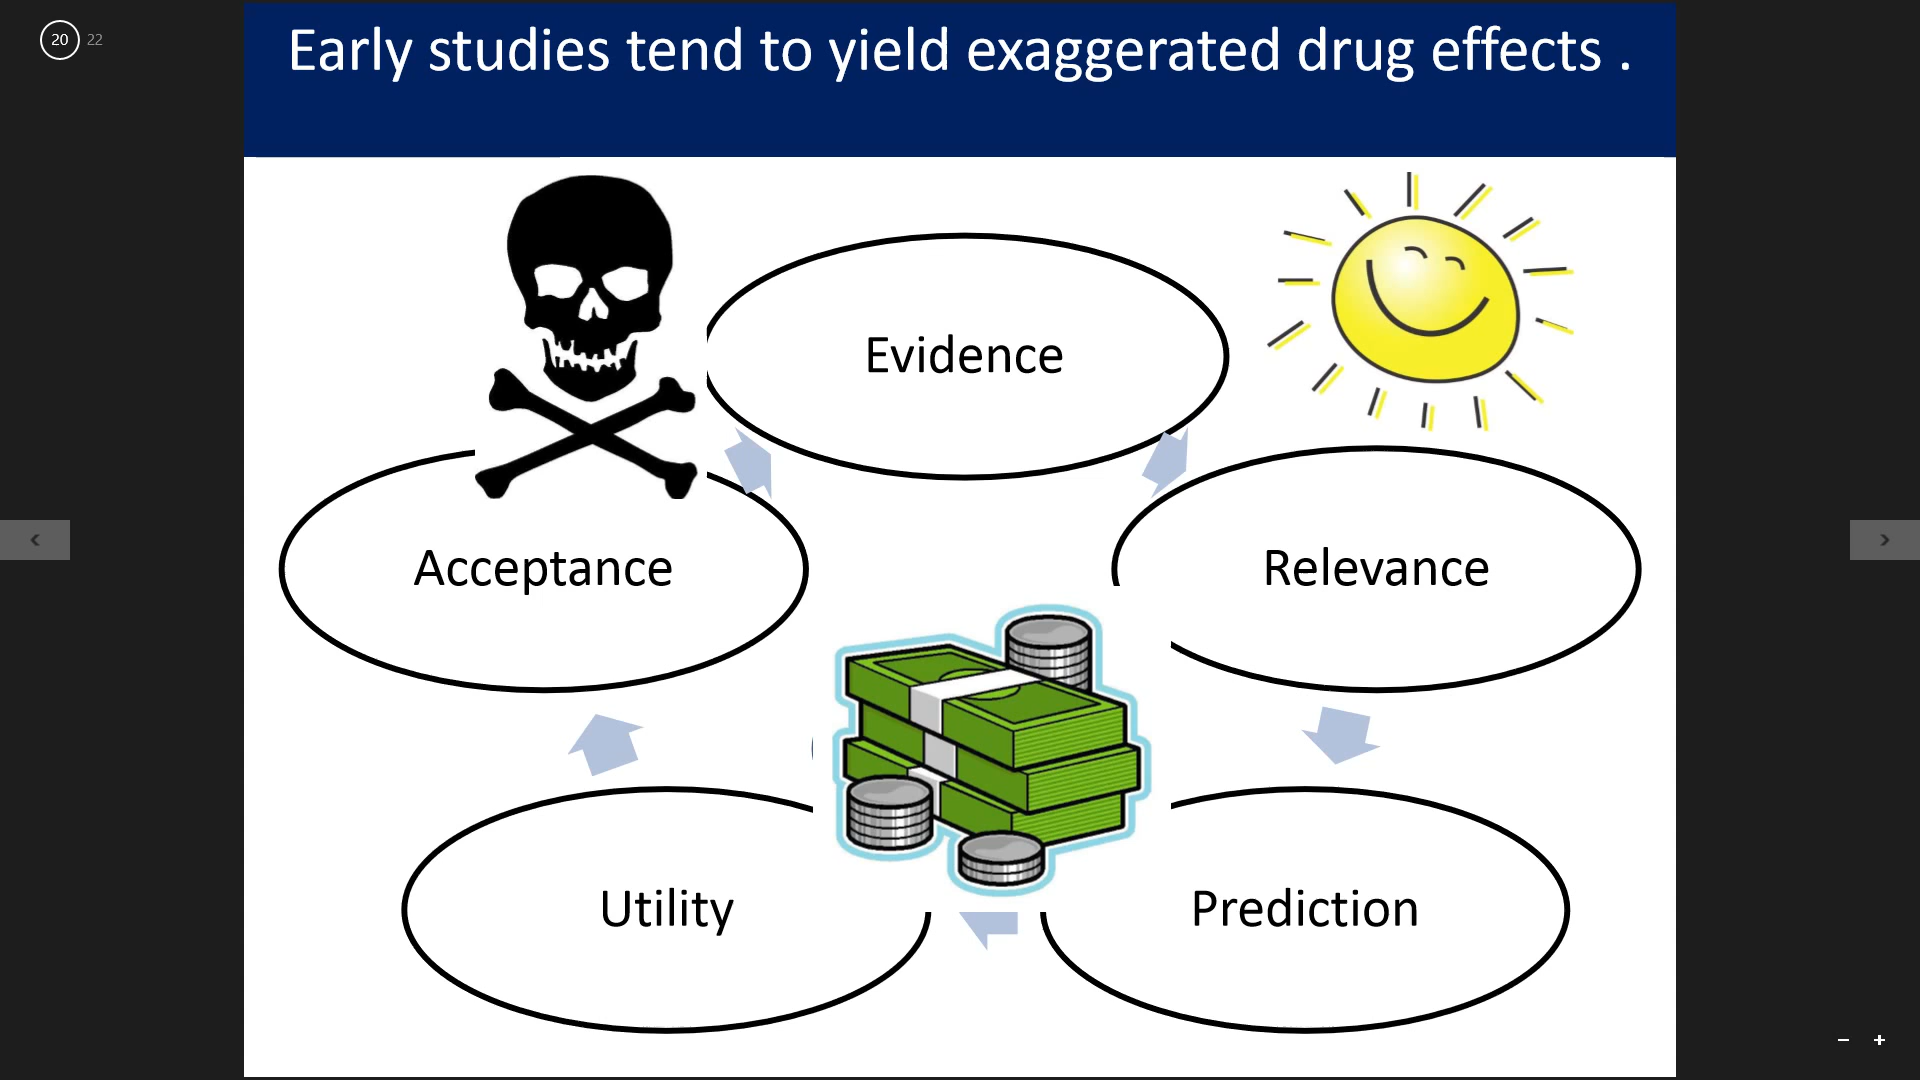 20 22
Early studies tend to yield exaggerated drug effects .
Evidence
Acceptance
Relevance
Utility
Prediction